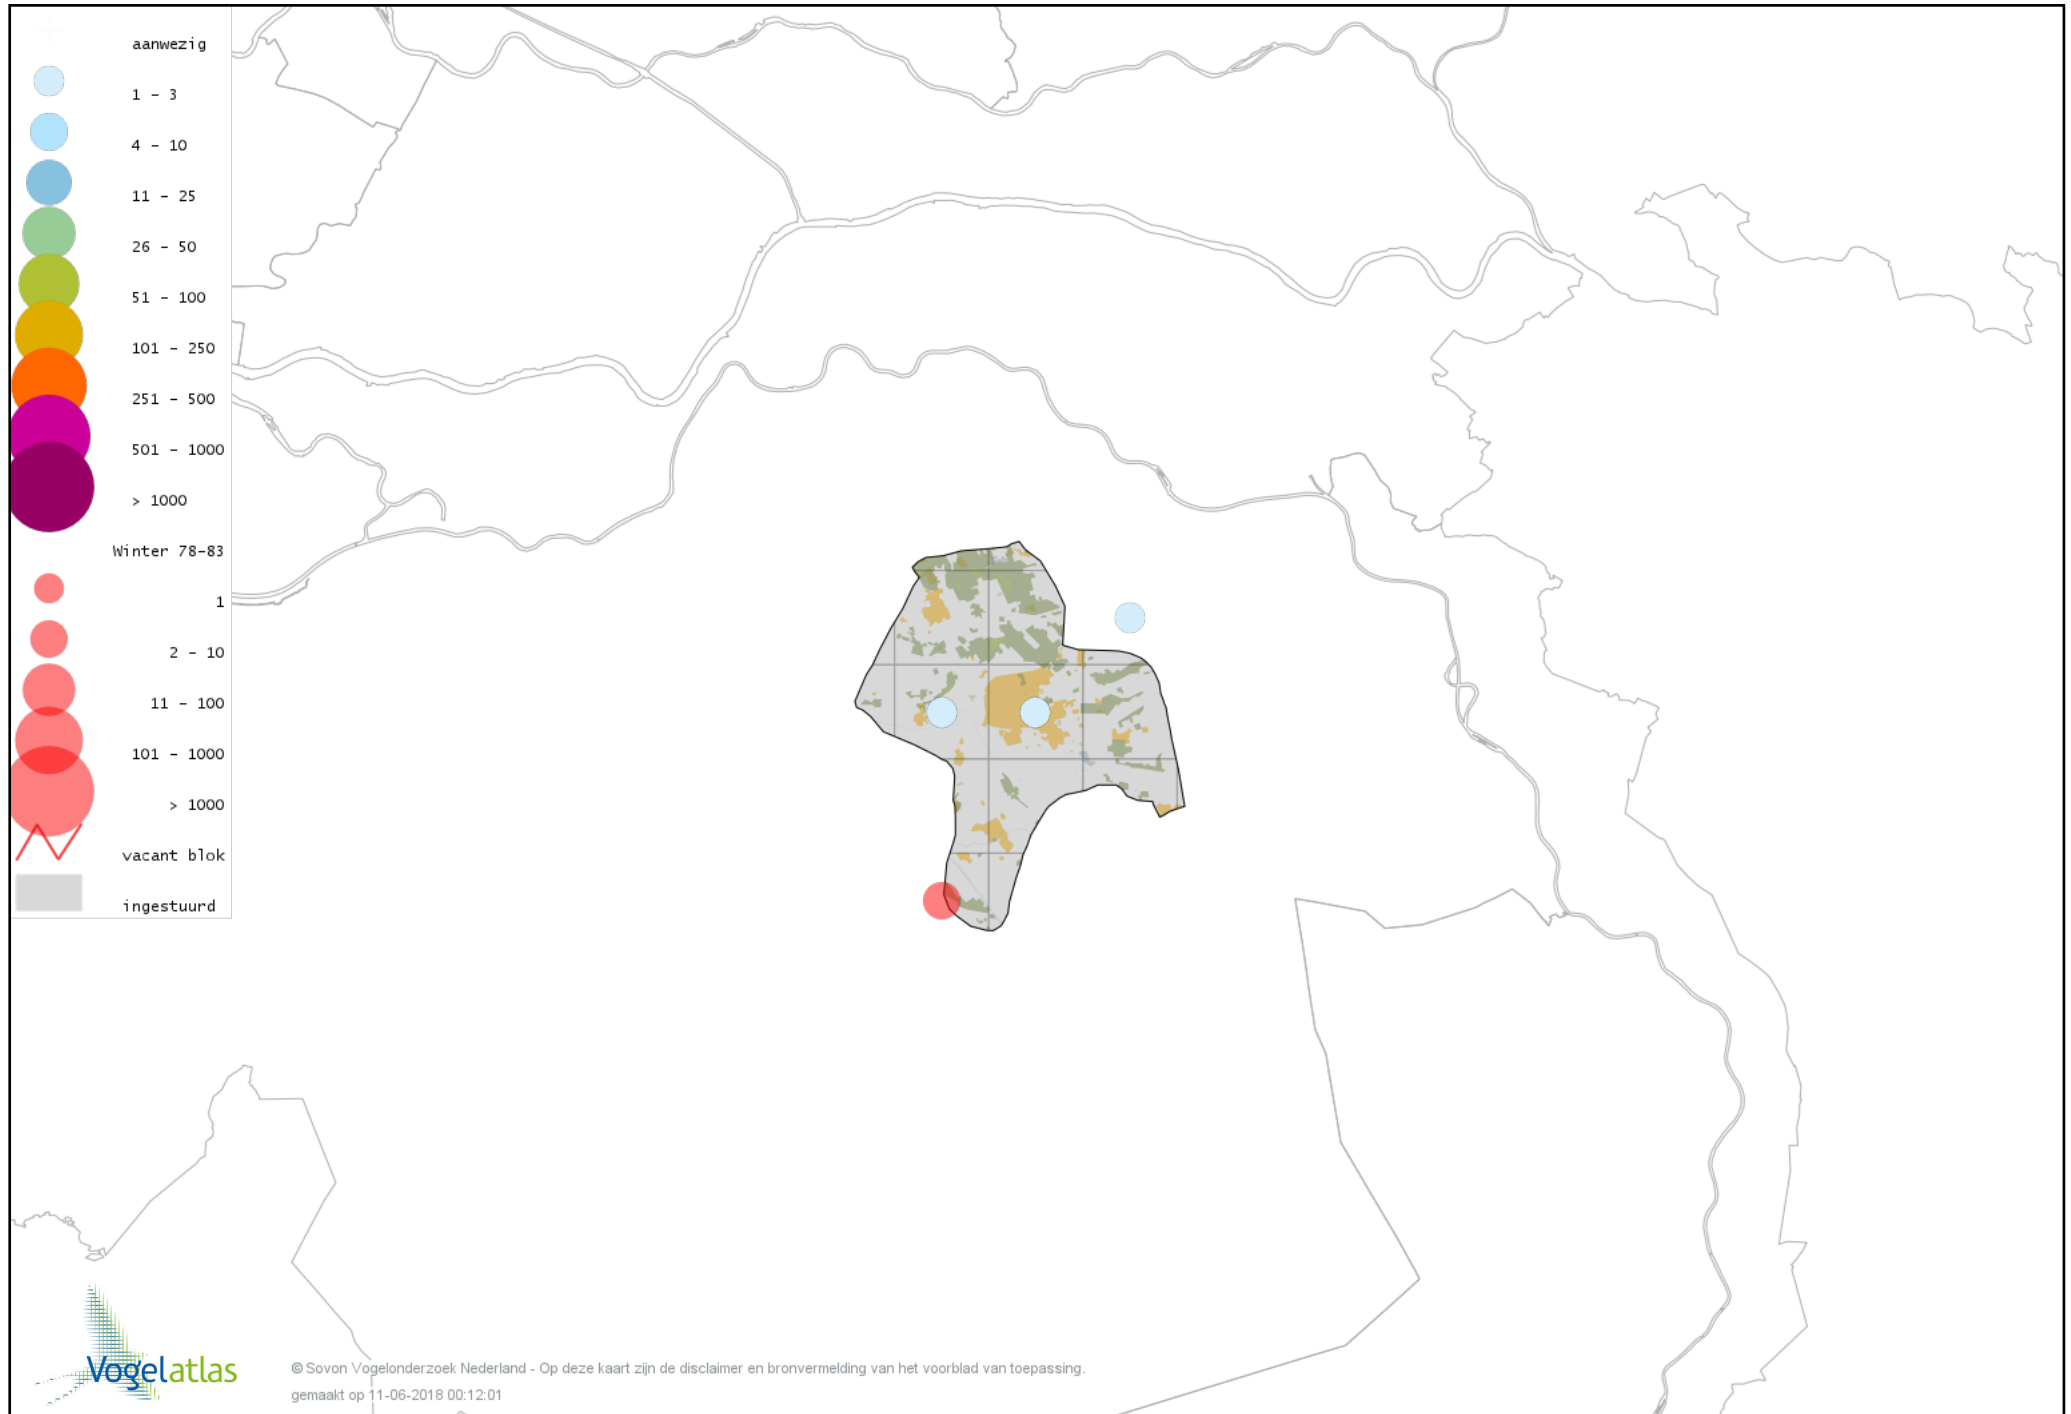 aanwezig
1 - 3
4 - 10
11 - 25
26 - 50
51 - 100
101 - 250
251 - 500
501 - 1000
> 1000
Winter 78-83
1
2 - 10
11 - 100
101 - 1000
> 1000
vacant blok
ingestuurd
Vogelatlas
© Sovon Vogelonderzoek Nederland - Op deze kaart zijn de disclaimer en bronvermelding van het voorblad van toepassing.
gemaakt op 11-06-2018 00:12:01